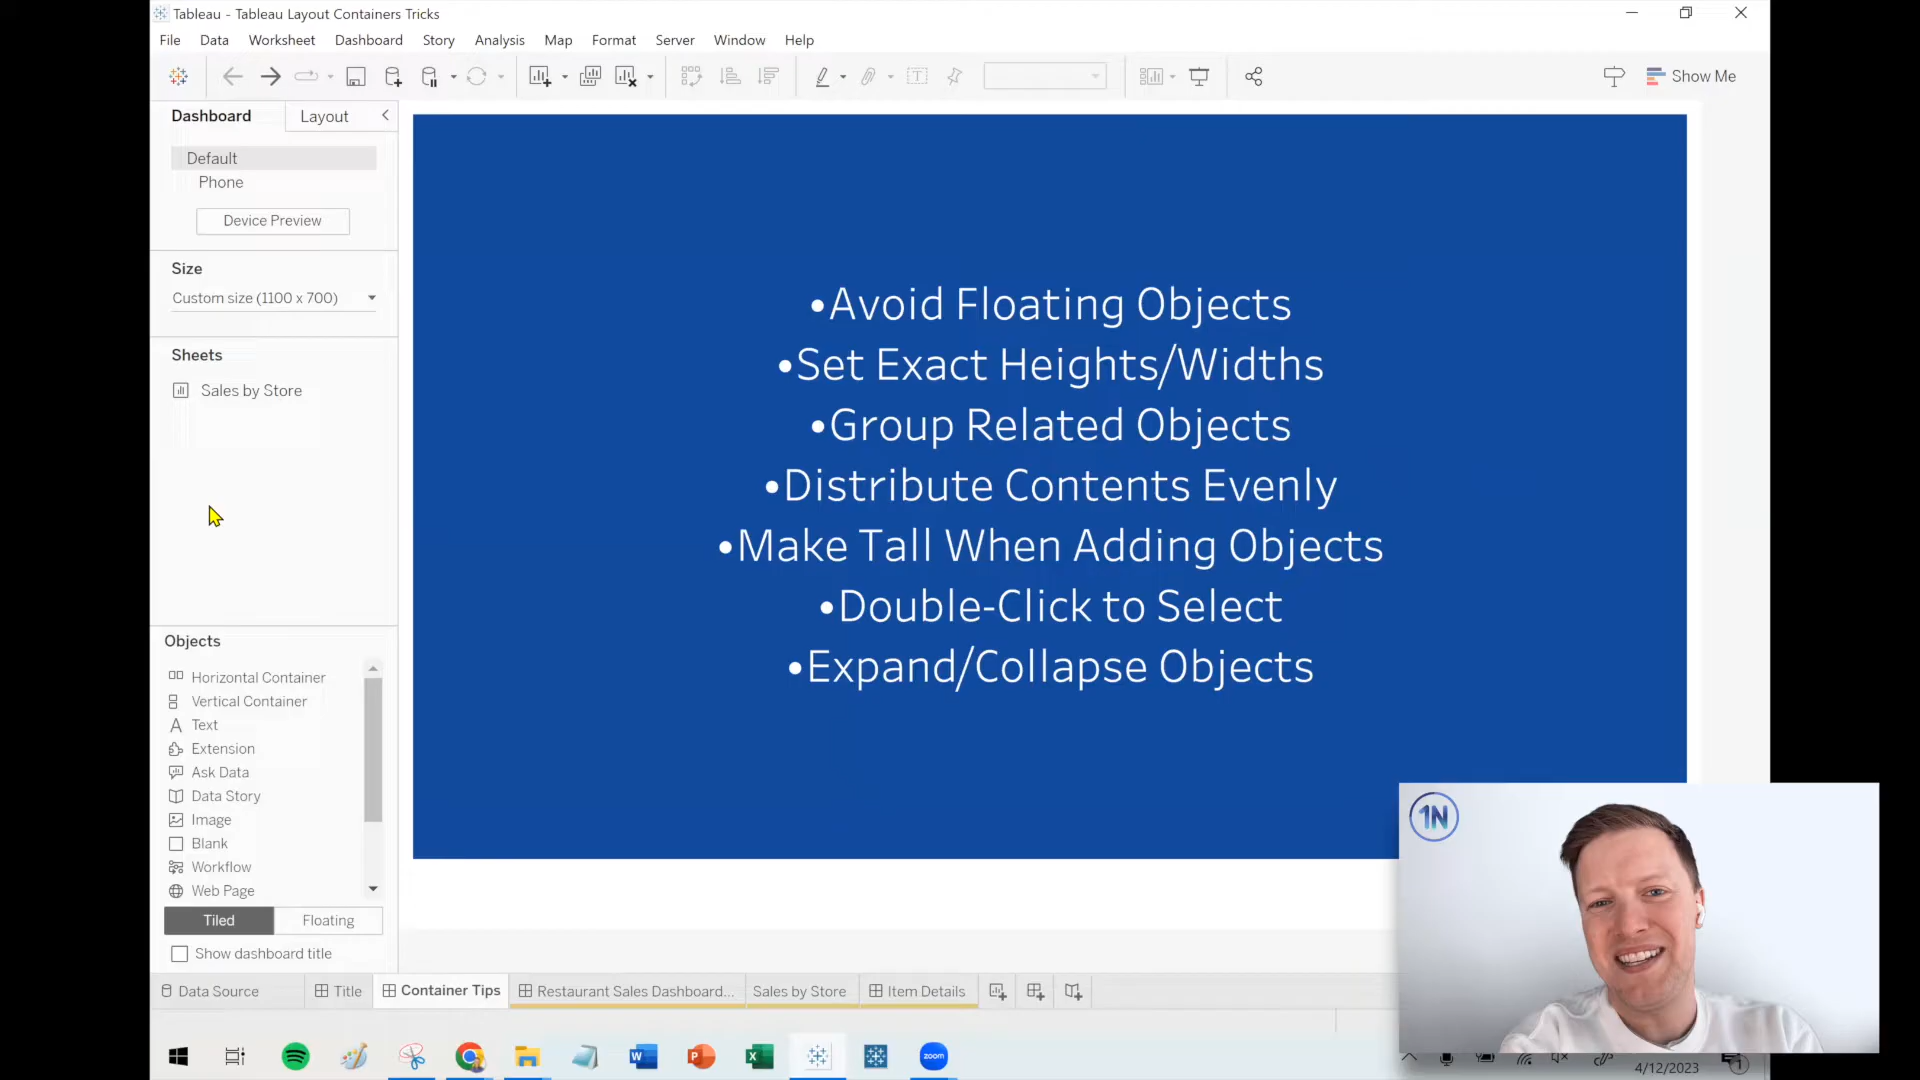 Tableau - Tableau Layout Containers Tricks
File Data Worksheet Dashboard Story Analysis Map Format Server Window Help
Show Me
Dashboard Layout
Default
Phone
Device Preview
Size
Custom size (1100 x 700)
Sheets
Sales by Store
Objects
Horizontal Container
Vertical Container
Text
Extension
Ask Data
Data Story
Image
Blank
Workflow
Web Page
Tiled Floating
Show dashboard title
•Avoid Floating Objects
•Set Exact Heights/Widths
•Group Related Objects
•Distribute Contents Evenly
•Make Tall When Adding Objects
•Double-Click to Select
•Expand/Collapse Objects
1N
Data Source Title Container Tips Restaurant Sales Dashboard... Sales by Store Item Details
zoom
4/12/2023